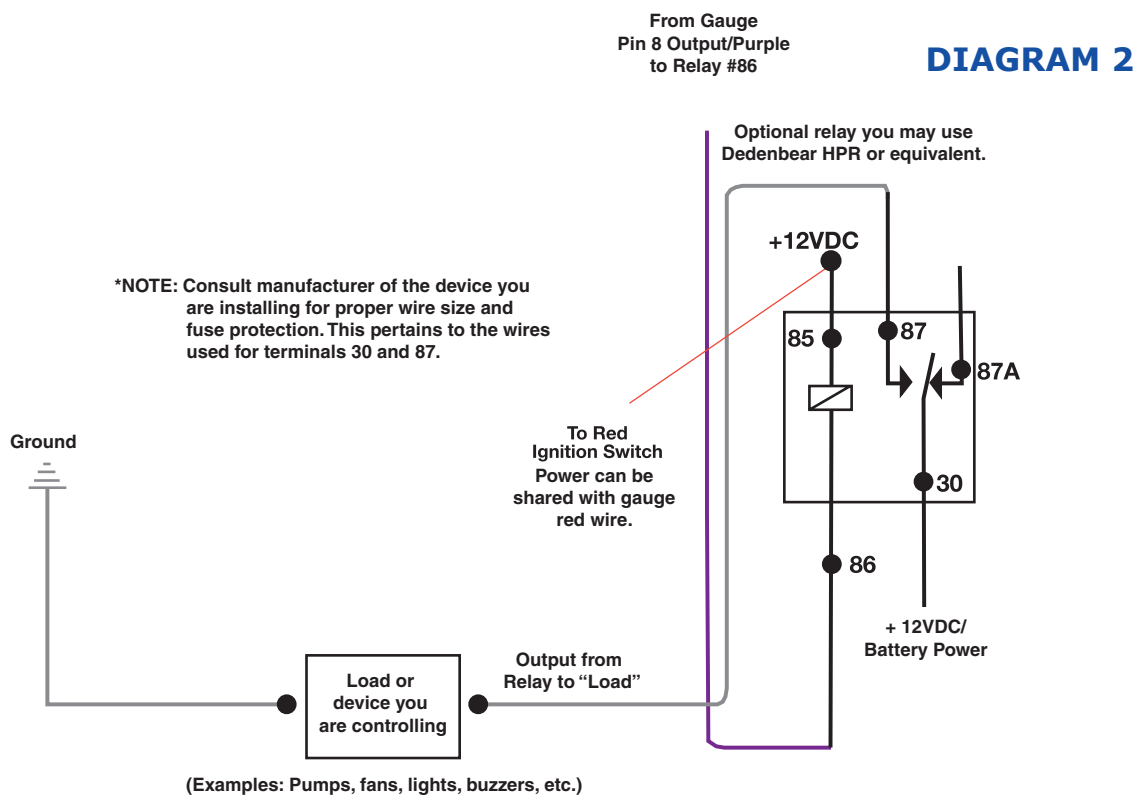 From Gauge
Pin 8 Output/Purple
to Relay #86
DIAGRAM 2
Optional relay you may use
Dedenbear HPR or equivalent.
+12VDC
*NOTE: Consult manufacturer of the device you
are installing for proper wire size and
fuse protection. This pertains to the wires
used for terminals 30 and 87.
85
87
87A
To Red
Ignition Switch
Power can be
shared with gauge
red wire.
30
Ground
86
+ 12VDC/
Battery Power
Output from
Relay to “Load”
Load or
device you
are controlling
(Examples: Pumps, fans, lights, buzzers, etc.)